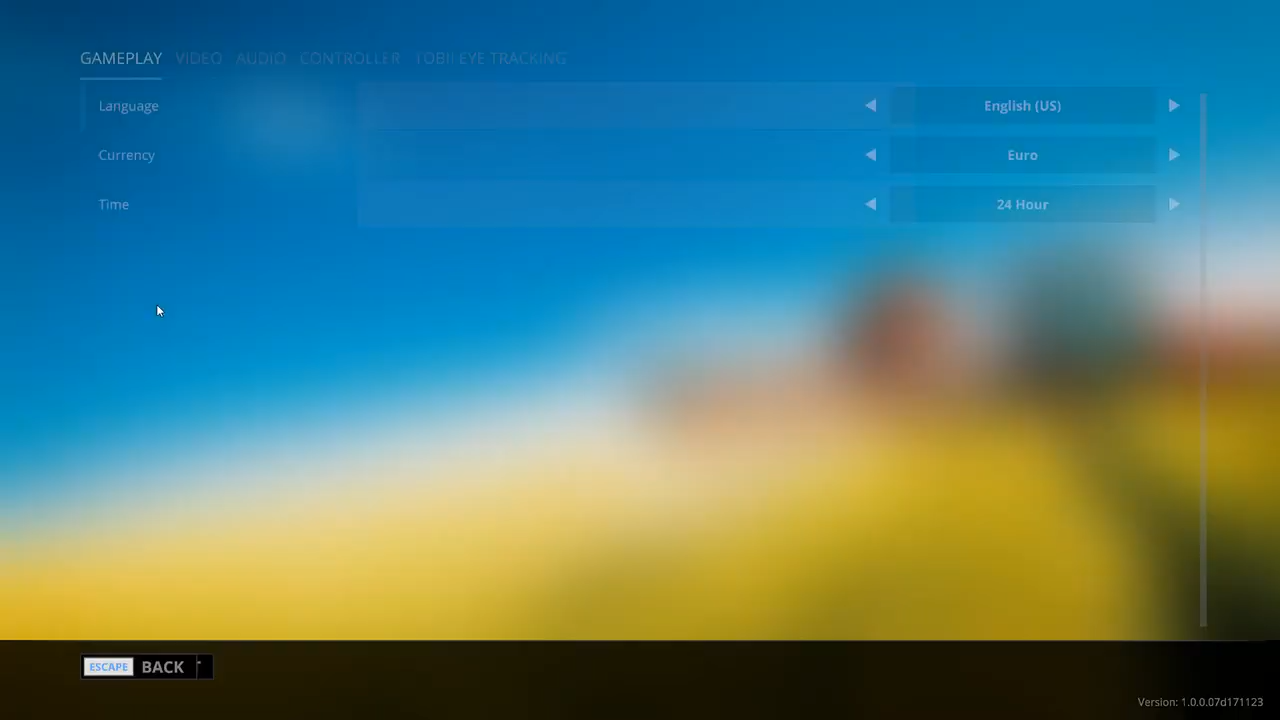 GAMEPLAY VIDEO AUDIO CONTROLLER TOBII EYE TRACKING
Language English (US)
Currency Euro
Time 24 Hour
ESCAPE BACK
Version: 1.0.0.07d171123